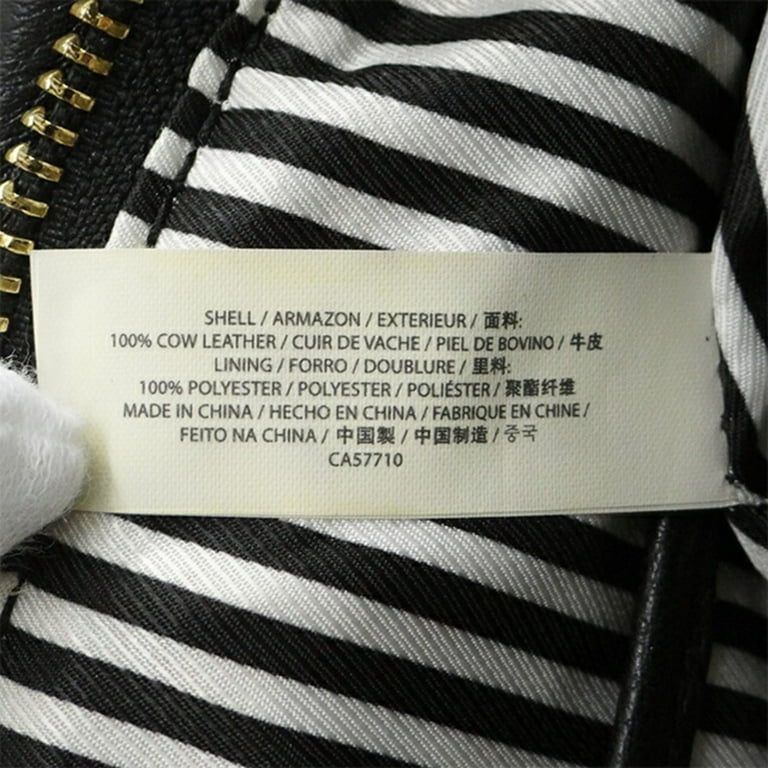 SHELL / ARMAZON / EXTERIEUR / 面料:
100% COW LEATHER / CUIR DE VACHE / PIEL DE BOVINO / 牛皮
LINING / FORRO / DOUBLURE / 里料:
100% POLYESTER / POLYESTER / POLIÉSTER / 聚酯纤维
MADE IN CHINA / HECHO EN CHINA / FABRIQUE EN CHINE /
FEITO NA CHINA / 中国製 / 中国制造 / 중국
CA57710